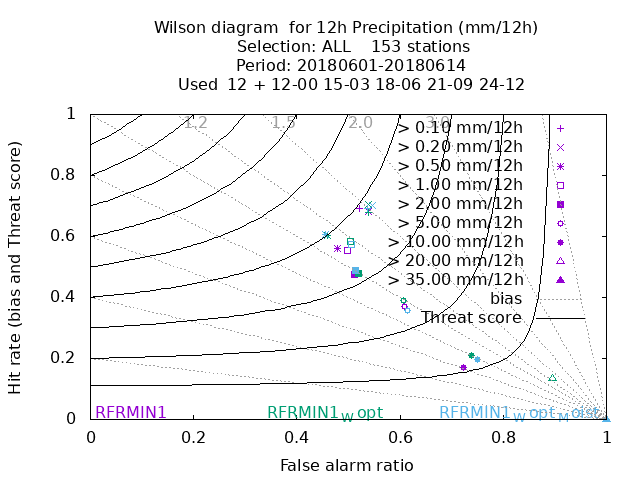 Wilson diagram  for 12h Precipitation (mm/12h)
Selection: ALL    153 stations
Period: 20180601-20180614
Used  12 + 12-00 15-03 18-06 21-09 24-12
Hit rate (bias and Threat score)
1
0.8
0.6
0.4
0.2
0
1.2
1.5
2.0
> 0.10 mm/12h
> 0.20 mm/12h
> 0.50 mm/12h
> 1.00 mm/12h
> 2.00 mm/12h
> 5.00 mm/12h
> 10.00 mm/12h
> 20.00 mm/12h
> 35.00 mm/12h
bias
Threat score
RFRMIN1
RFRMIN1W opt
RFRMIN1W opt M
0
0.2
0.4
0.6
0.8
1
False alarm ratio